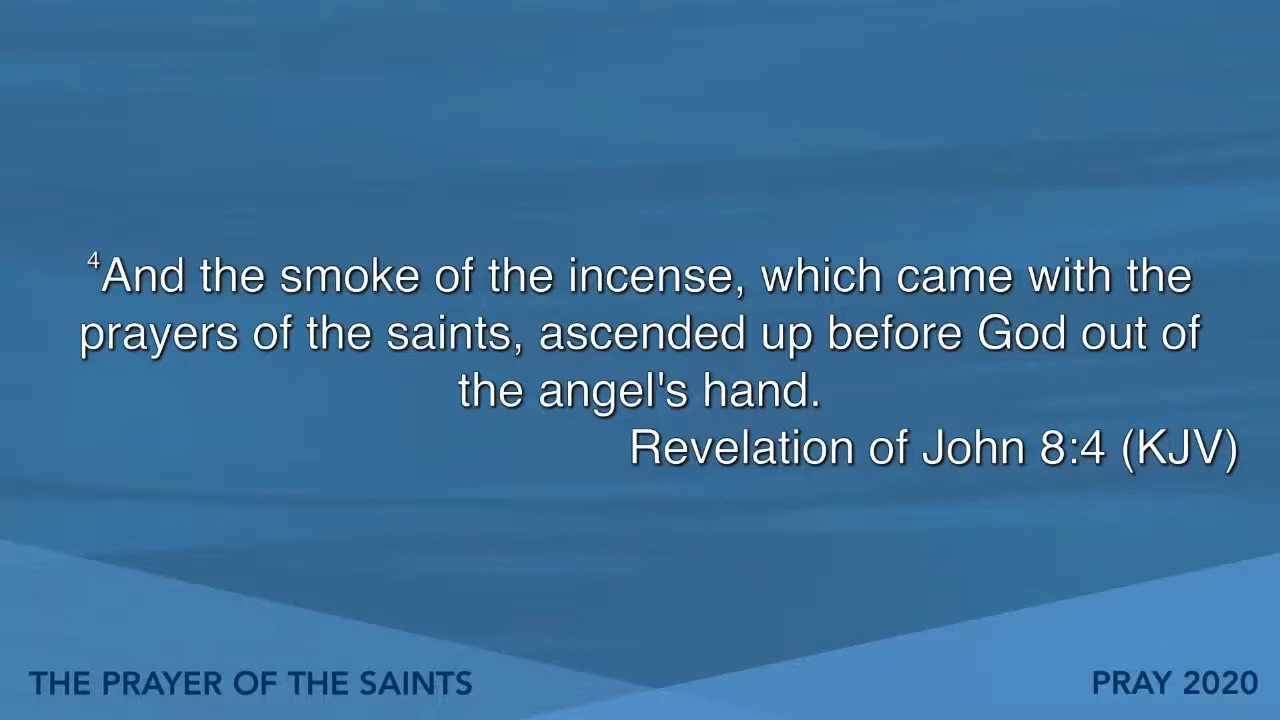 4And the smoke of the incense, which came with the
prayers of the saints, ascended up before God out of
the angel's hand.
Revelation of John 8:4 (KJV)
THE PRAYER OF THE SAINTS
PRAY 2020